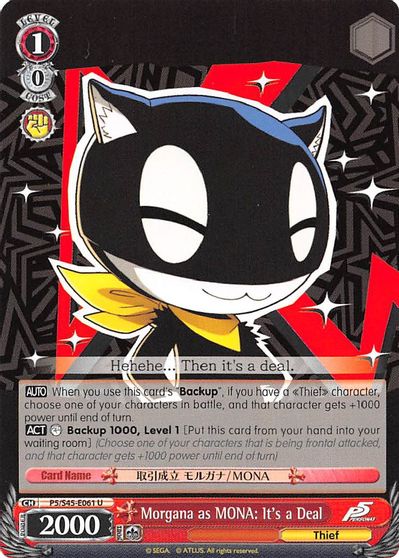 LEVEL
1
0
COST
Hehehe... Then it's a deal.
AUTO When you use this card's "Backup", if you have a «Thief» character,
choose one of your characters in battle, and that character gets +1000
power until end of turn.
ACT Backup 1000, Level 1 [Put this card from your hand into your
waiting room] (Choose one of your characters that is being frontal attacked,
and that character gets +1000 power until end of turn)
Card Name 取引成立 モルガナ/MONA
CH P5/S45-E061 U
POWER 2000 Morgana as MONA: It's a Deal P5 PERSONA5
Thief
© SEGA. © ATLUS. All rights reserved.